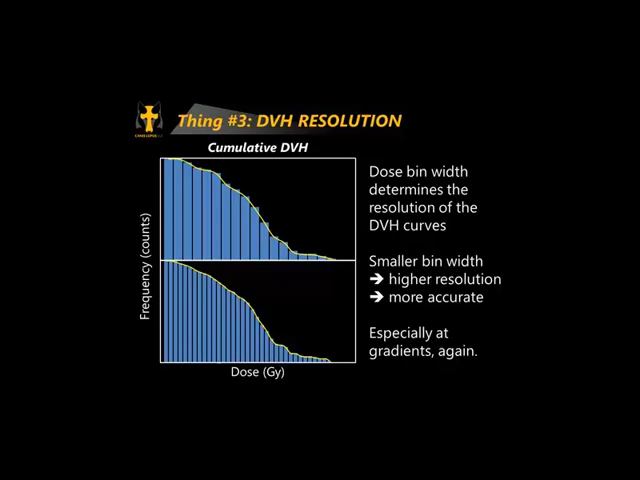 Thing #3: DVH RESOLUTION
Cumulative DVH
Dose bin width
determines the
resolution of the
DVH curves
Smaller bin width
➔ higher resolution
➔ more accurate
Especially at
gradients, again.
Frequency (counts)
Dose (Gy)